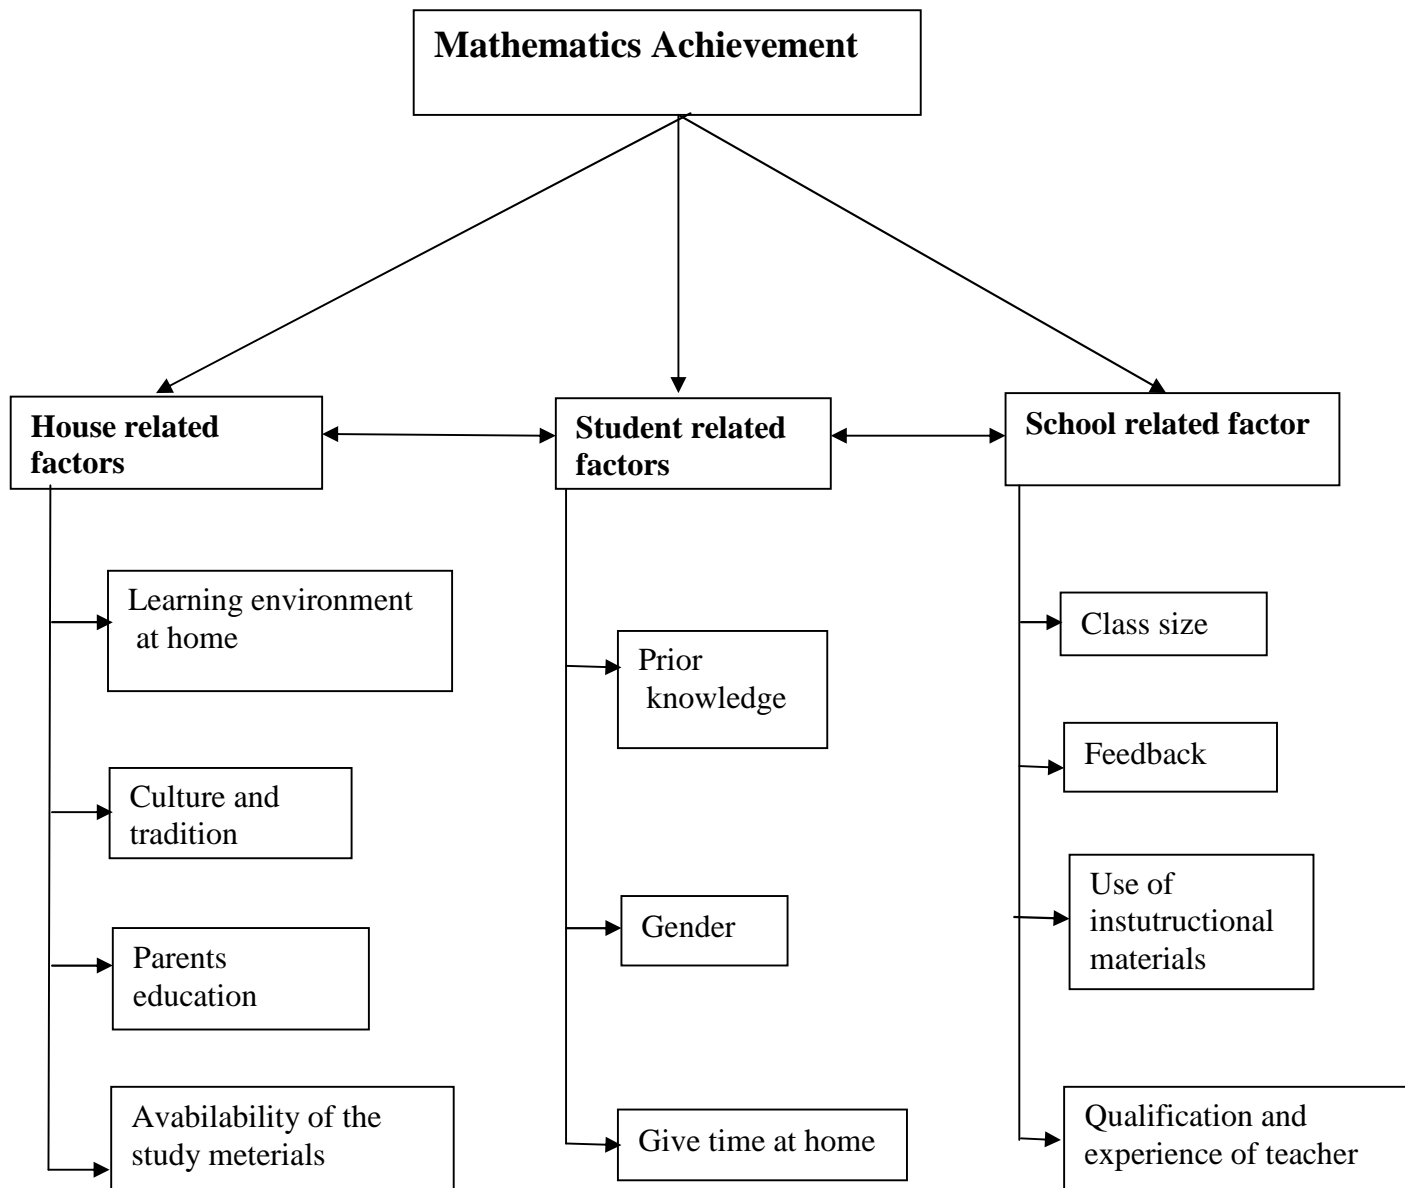 Mathematics Achievement
House related
factors
Student related
factors
School related factor
Learning environment
at home
Culture and
tradition
Parents
education
Avabilability of the
study meterials
Prior
knowledge
Gender
Give time at home
Class size
Feedback
Use of
instutructional
materials
Qualification and
experience of teacher